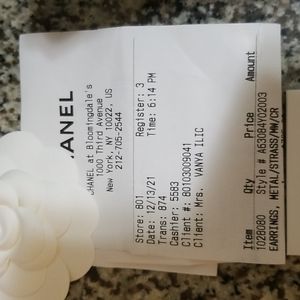 CHANEL
CHANEL at Bloomingdale's
1000 Third Avenue
New York, NY 10022, US
212-705-2544
Store: 801 Register: 3
Date: 12/13/21 Time: 6:14 PM
Trans: 874
Cashier: 5583
Client #: 80103009041
Client: Mrs. VANYA ILIC
Item Qty Price Amount
1028080 Style # A63084Y02003
EARRINGS, METAL/STRASS/MW/CR